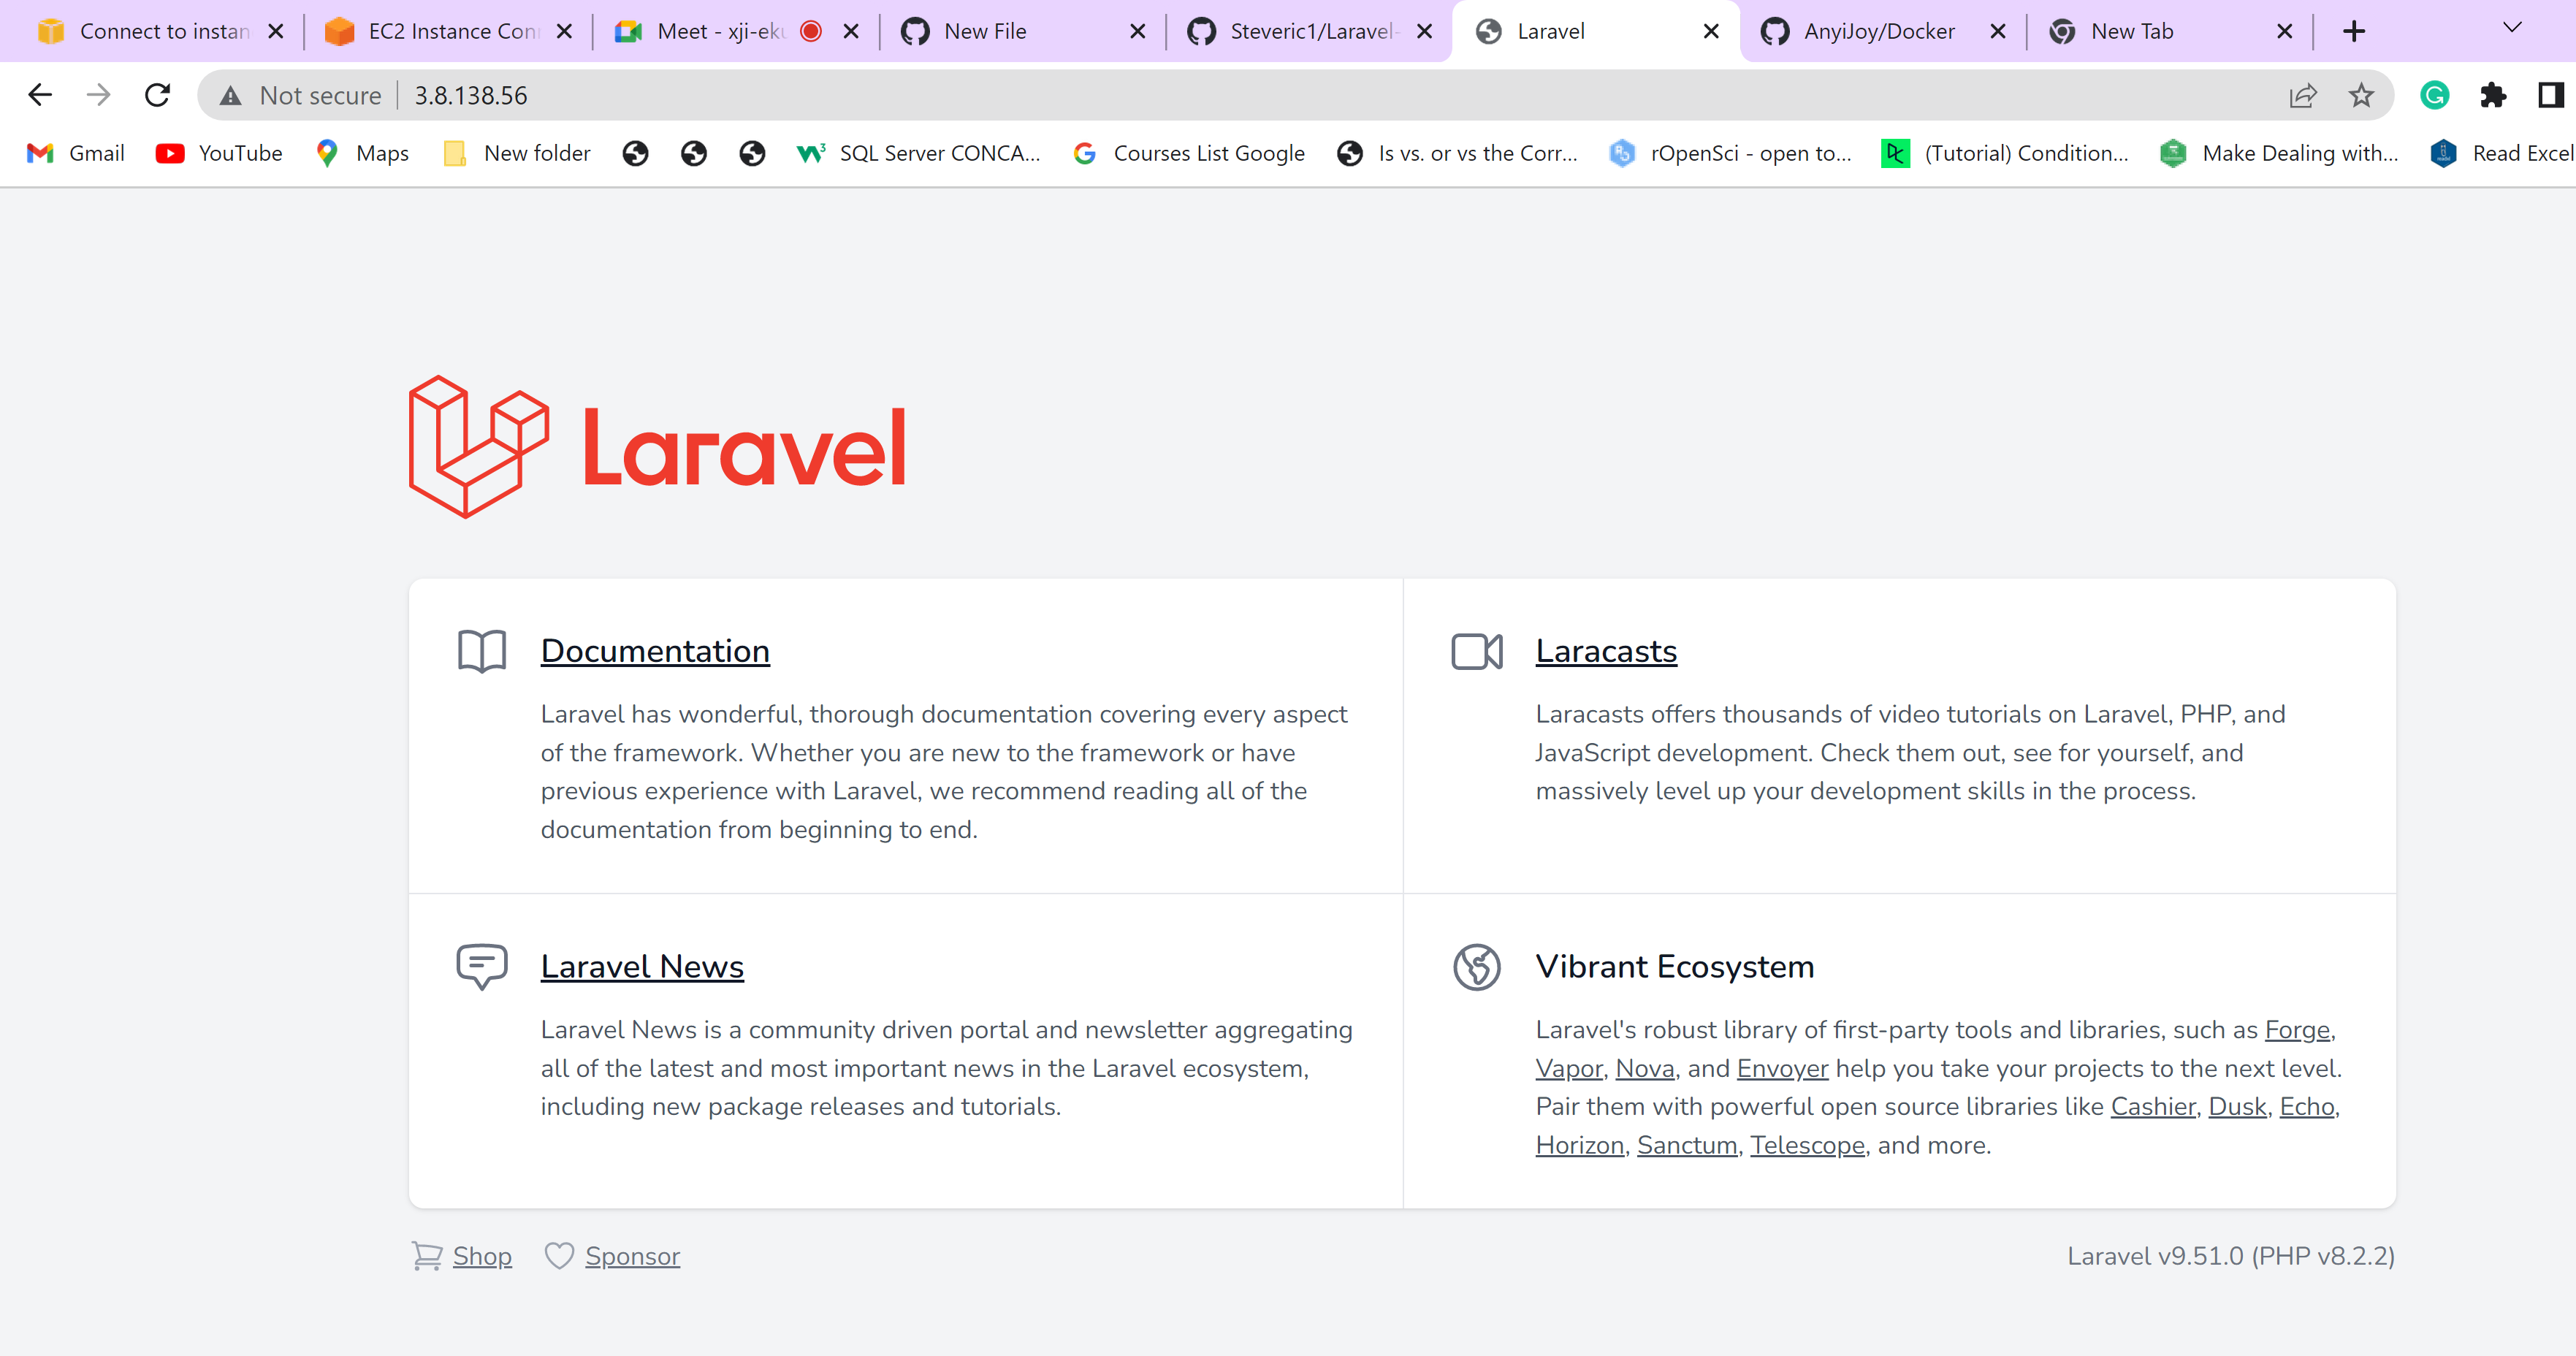 Connect to instan
EC2 Instance Con
Meet - xji-eku
New File
Steveric1/Laravel-
Laravel
AnyiJoy/Docker
New Tab
Not secure
3.8.138.56
Gmail
YouTube
Maps
New folder
SQL Server CONCA...
Courses List Google
Is vs. or vs the Corr...
rOpenSci - open to...
(Tutorial) Condition...
Make Dealing with...
Read Excel
Laravel
Documentation
Laravel has wonderful, thorough documentation covering every aspect
of the framework. Whether you are new to the framework or have
previous experience with Laravel, we recommend reading all of the
documentation from beginning to end.
Laracasts
Laracasts offers thousands of video tutorials on Laravel, PHP, and
JavaScript development. Check them out, see for yourself, and
massively level up your development skills in the process.
Laravel News
Laravel News is a community driven portal and newsletter aggregating
all of the latest and most important news in the Laravel ecosystem,
including new package releases and tutorials.
Vibrant Ecosystem
Laravel's robust library of first-party tools and libraries, such as Forge,
Vapor, Nova, and Envoyer help you take your projects to the next level.
Pair them with powerful open source libraries like Cashier, Dusk, Echo,
Horizon, Sanctum, Telescope, and more.
Shop
Sponsor
Laravel v9.51.0 (PHP v8.2.2)